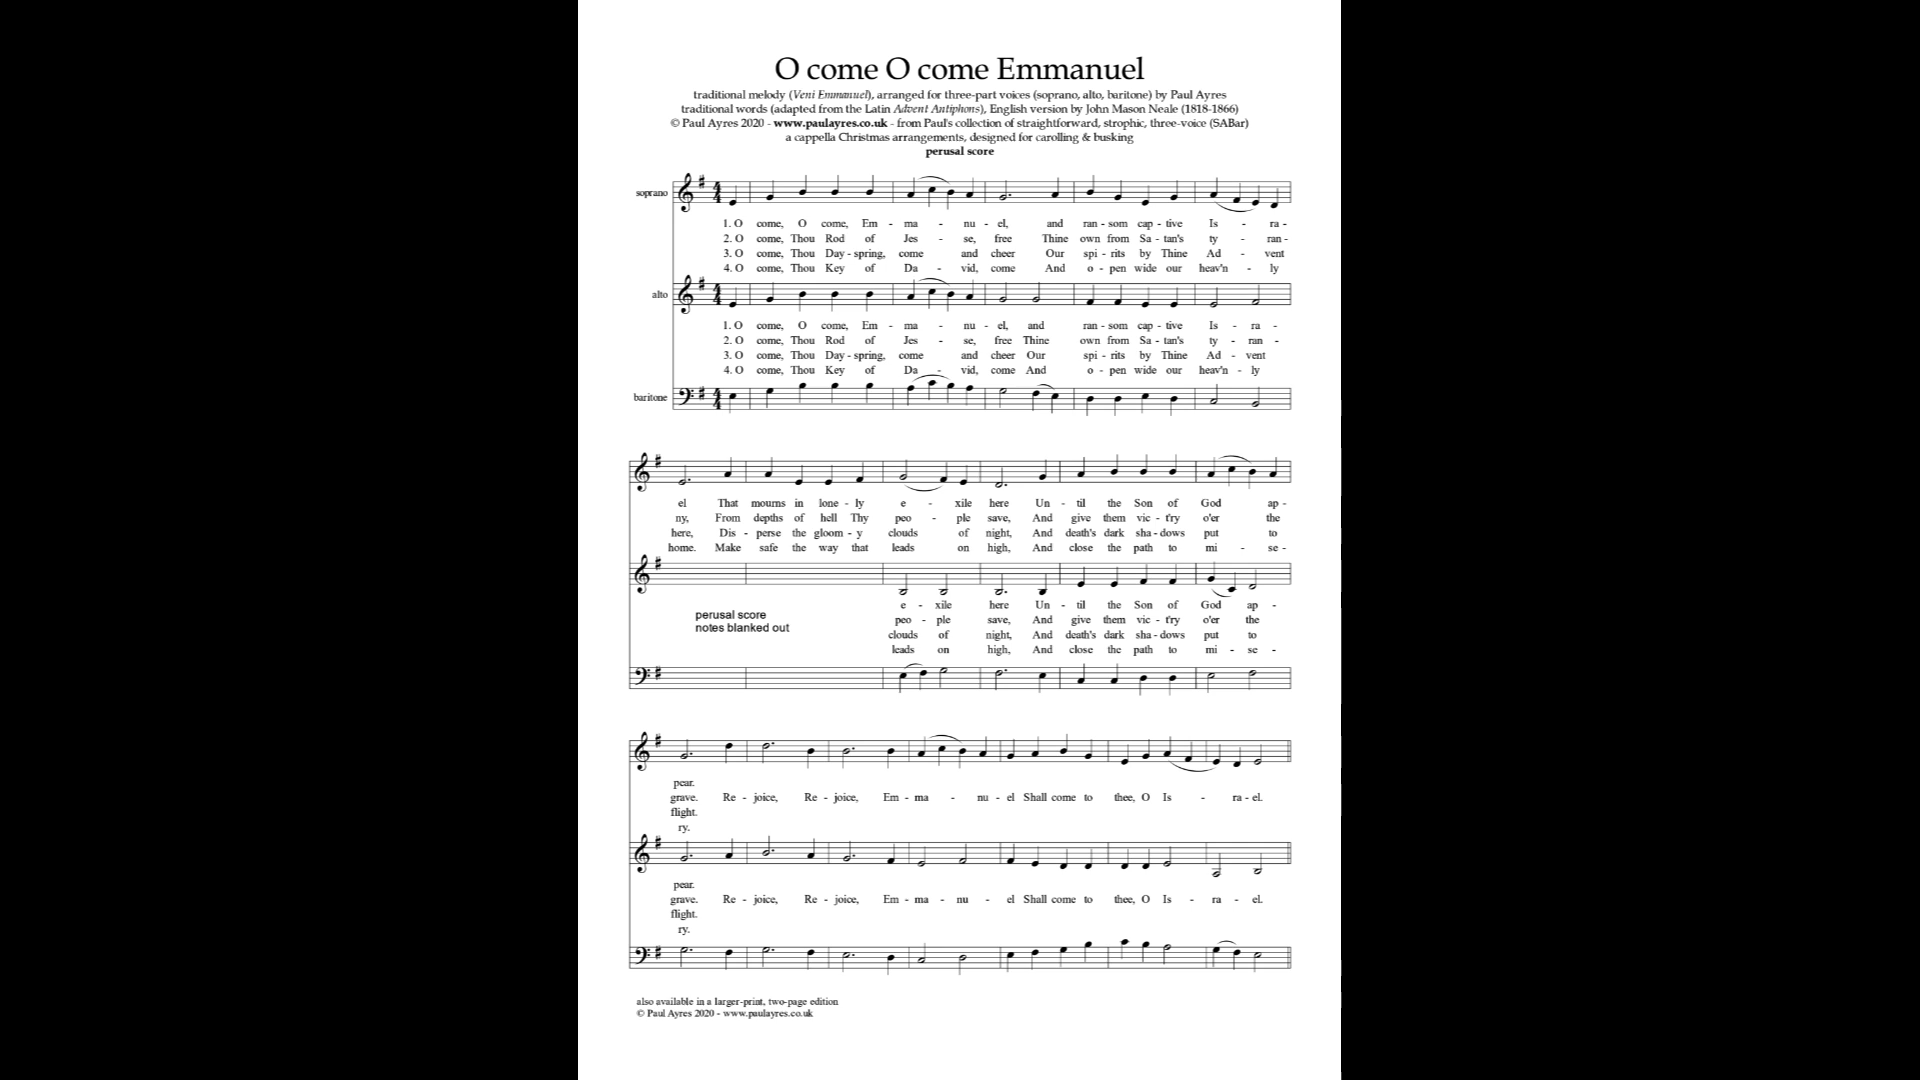 O come O come Emmanuel
traditional melody (Veni Emmanuel), arranged for three-part voices (soprano, alto, baritone) by Paul Ayres
traditional words (adapted from the Latin Advent Antiphons), English version by John Mason Neale (1818-1866)
© Paul Ayres 2020 - www.paulayres.co.uk - from Paul's collection of straightforward, strophic, three-voice (SABar)
a cappella Christmas arrangements, designed for carolling & busking
perusal score
soprano
1. O come, O come, Em - ma - nu - el, and ran - som cap - tive Is - ra -
2. O come, Thou Rod of Jes - se, free Thine own from Sa - tan's ty - ran -
3. O come, Thou Day - spring, come and cheer Our spi - rits by Thine Ad - vent
4. O come, Thou Key of Da - vid, come And o - pen wide our heav'n - ly
alto
1. O come, O come, Em - ma - nu - el, and ran - som cap - tive Is - ra -
2. O come, Thou Rod of Jes - se, free Thine own from Sa - tan's ty - ran -
3. O come, Thou Day - spring, come and cheer Our spi - rits by Thine Ad - vent
4. O come, Thou Key of Da - vid, come And o - pen wide our heav'n - ly
baritone
el That mourns in lone - ly e - xile here Un - til the Son of God ap -
ny, From depths of hell Thy peo - ple save, And give them vic - t'ry o'er the
here, Dis - perse the gloom - y clouds of night, And death's dark sha - dows put to
home. Make safe the way that leads on high, And close the path to mi - se -
perusal score
notes blanked out
e - xile here Un - til the Son of God ap -
peo - ple save, And give them vic - t'ry o'er the
clouds of night, And death's dark sha - dows put to
leads on high, And close the path to mi - se -
pear.
grave. Re - joice, Re - joice, Em - ma - nu - el Shall come to thee, O Is - ra - el.
flight.
ry.
pear.
grave. Re - joice, Re - joice, Em - ma - nu - el Shall come to thee, O Is - ra - el.
flight.
ry.
also available in a larger-print, two-page edition
© Paul Ayres 2020 - www.paulayres.co.uk